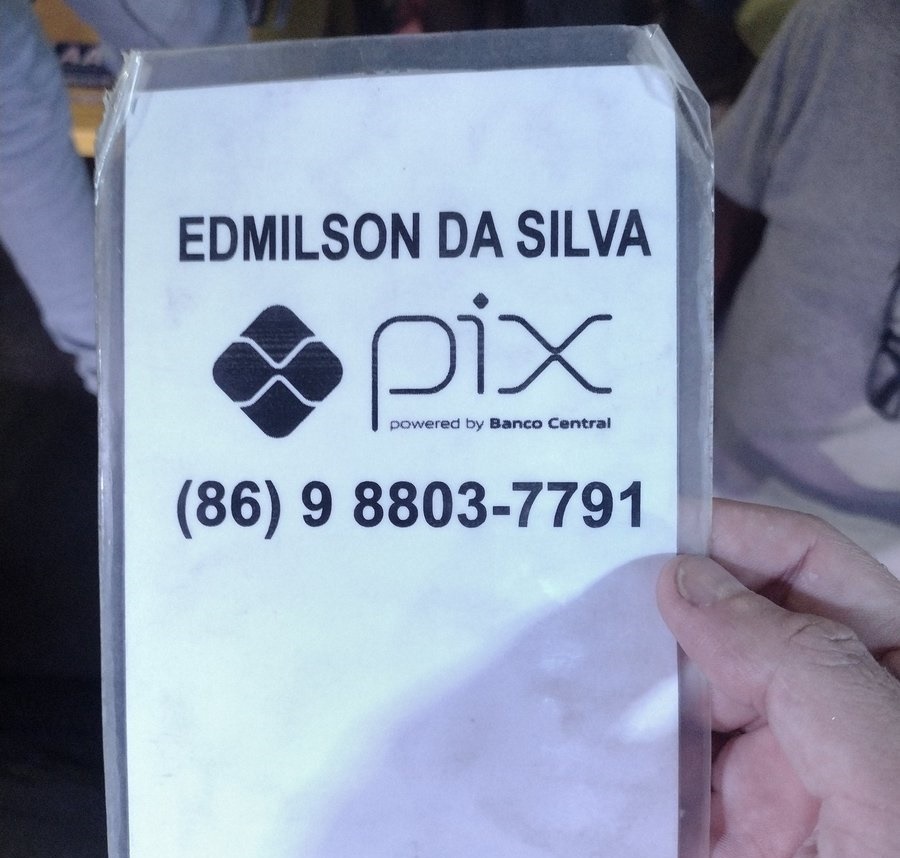 EDMILSON DA SILVA
pix
powered by Banco Central
(86) 9 8803-7791